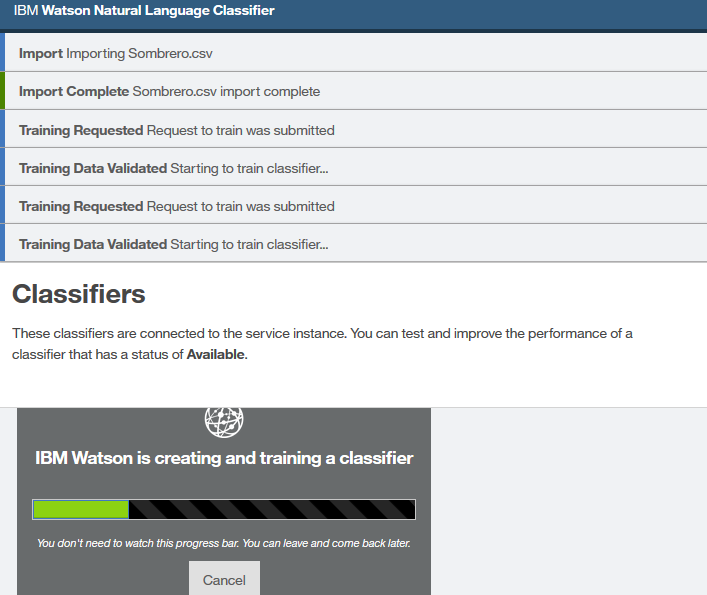 IBM Watson Natural Language Classifier
Import Importing Sombrero.csv
Import Complete Sombrero.csv import complete
Training Requested Request to train was submitted
Training Data Validated Starting to train classifier...
Training Requested Request to train was submitted
Training Data Validated Starting to train classifier...
Classifiers
These classifiers are connected to the service instance. You can test and improve the performance of a
classifier that has a status of Available.
IBM Watson is creating and training a classifier
You don't need to watch this progress bar. You can leave and come back later.
Cancel